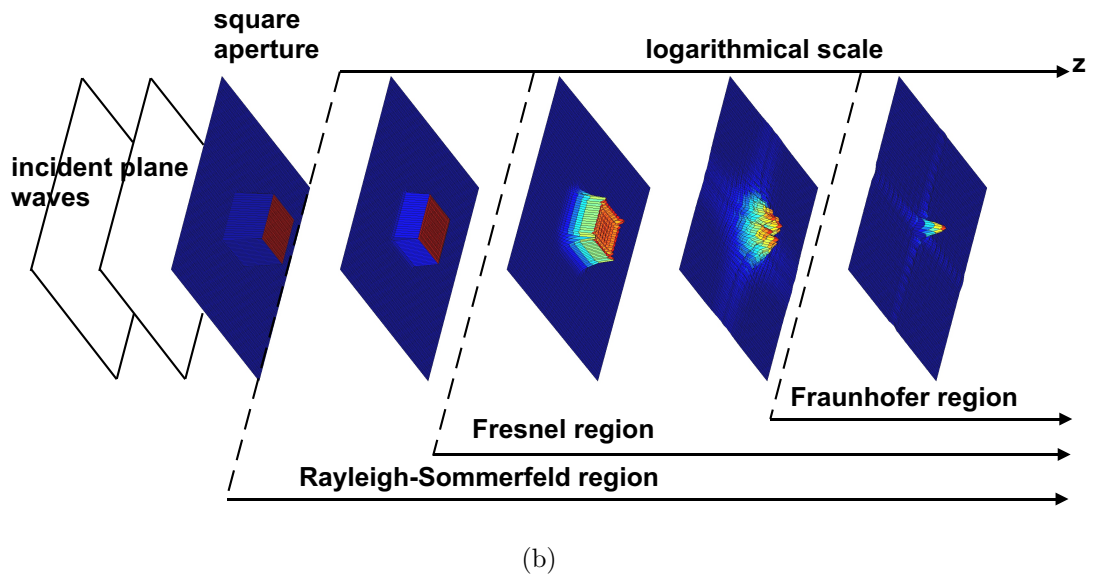 square
aperture
logarithmical scale
z
incident plane
waves
Fraunhofer region
Fresnel region
Rayleigh-Sommerfeld region
(b)